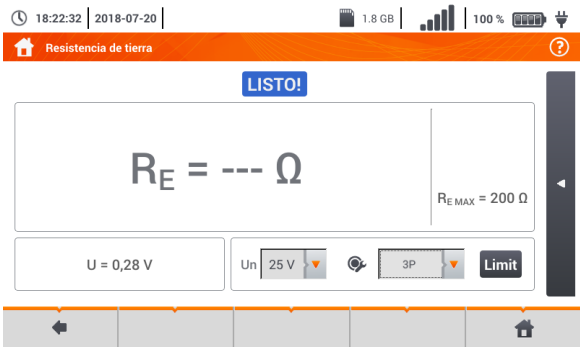 18:22:32 2018-07-20 1.8 GB 100 %
Resistencia de tierra ?
LISTO!
RE = --- Ω
RE MAX = 200 Ω
U = 0,28 V Un 25 V 3P Limit